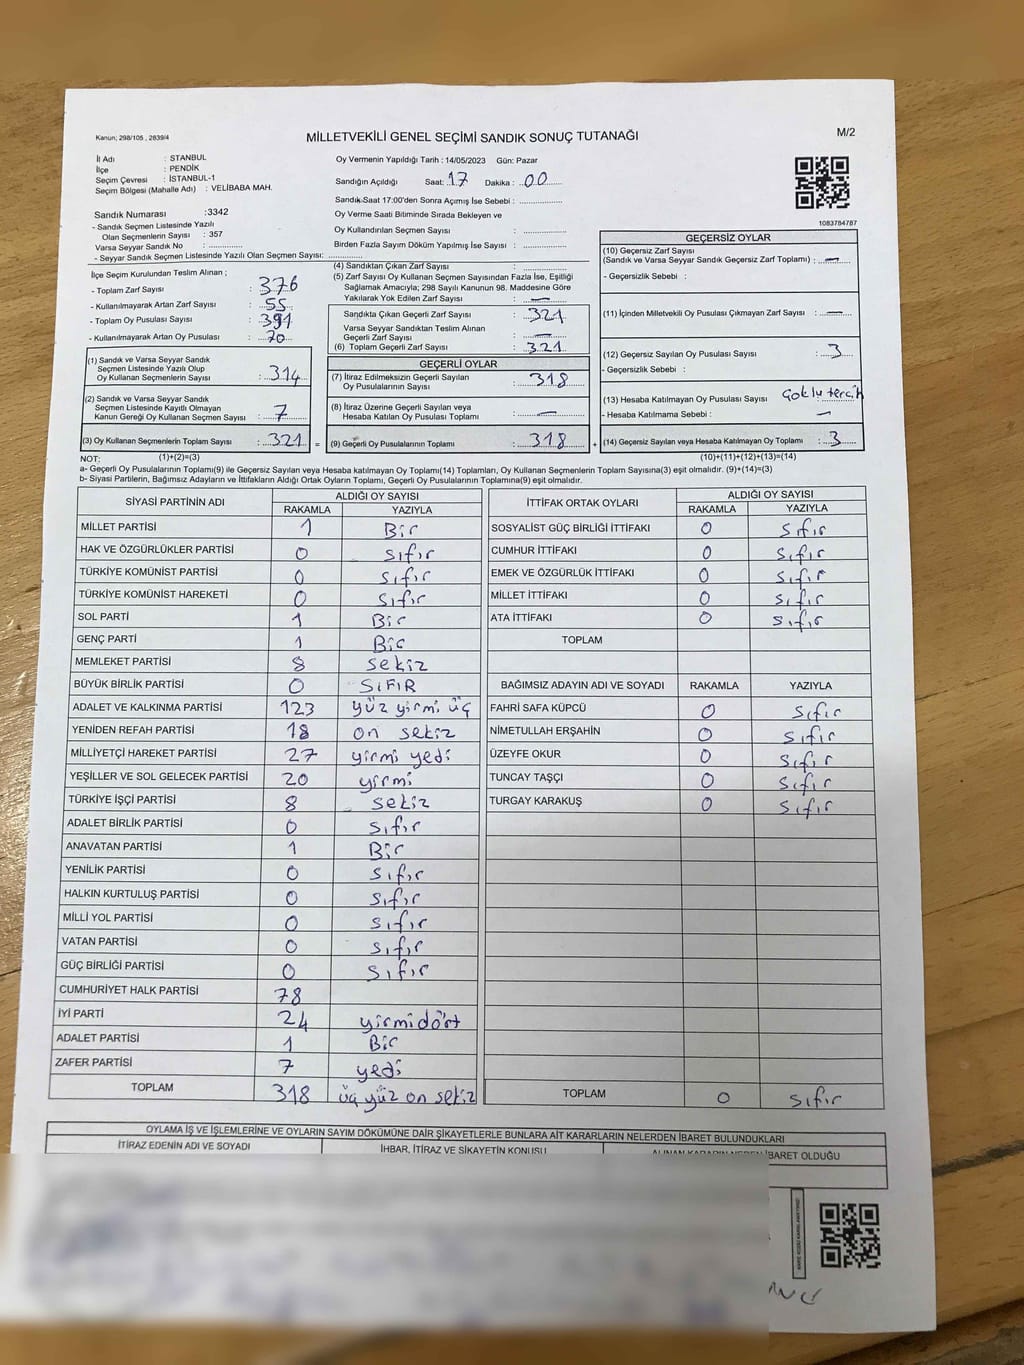 Kanun; 298/105 , 2839/4
MİLLETVEKİLİ GENEL SEÇİMİ SANDIK SONUÇ TUTANAĞI
M/2
İl Adı : STANBUL
İlçe : PENDİK
Seçim Çevresi : İSTANBUL-1
Seçim Bölgesi (Mahalle Adı) : VELİBABA MAH.
Sandık Numarası :3342
- Sandık Seçmen Listesinde Yazılı
Olan Seçmenlerin Sayısı : 357
Varsa Seyyar Sandık No : ..............
- Seyyar Sandık Seçmen Listesinde Yazılı Olan Seçmen Sayısı: ..............
Oy Vermenin Yapıldığı Tarih : 14/05/2023 Gün: Pazar
Sandığın Açıldığı Saat: 17 Dakika : 00
Sandık Saat 17:00'den Sonra Açımış İse Sebebi : ..............
Oy Verme Saati Bitiminde Sırada Bekleyen ve
Oy Kullandırılan Seçmen Sayısı : ..............
Birden Fazla Sayım Döküm Yapılmış İse Sayısı : ..............
1083784787
İlçe Seçim Kurulundan Teslim Alınan ;
- Toplam Zarf Sayısı : 376
- Kullanılmayarak Artan Zarf Sayısı : 55
- Toplam Oy Pusulası Sayısı : 391
- Kullanılmayarak Artan Oy Pusulası : 70
(1) Sandık ve Varsa Seyyar Sandık
Seçmen Listesinde Yazılı Olup
Oy Kullanan Seçmenlerin Sayısı : 314
(2) Sandık ve Varsa Seyyar Sandık
Seçmen Listesinde Kayıtlı Olmayan
Kanun Gereği Oy Kullanan Seçmen Sayısı : 7
(3) Oy Kullanan Seçmenlerin Toplam Sayısı : 321 =
(4) Sandıktan Çıkan Zarf Sayısı : ..............
(5) Zarf Sayısı Oy Kullanan Seçmen Sayısından Fazla İse, Eşitliği
Sağlamak Amacıyla; 298 Sayılı Kanunun 98. Maddesine Göre
Yakılarak Yok Edilen Zarf Sayısı : —
Sandıkta Çıkan Geçerli Zarf Sayısı : 321
Varsa Seyyar Sandıktan Teslim Alınan
Geçerli Zarf Sayısı : —
(6) Toplam Geçerli Zarf Sayısı : 321
GEÇERLİ OYLAR
(7) İtiraz Edilmeksizin Geçerli Sayılan
Oy Pusulalarının Sayısı : 318
(8) İtiraz Üzerine Geçerli Sayılan veya
Hesaba Katılan Oy Pusulası Toplamı : —
(9) Geçerli Oy Pusulalarının Toplamı : 318 +
GEÇERSİZ OYLAR
(10) Geçersiz Zarf Sayısı
(Sandık ve Varsa Seyyar Sandık Geçersiz Zarf Toplamı) : —
- Geçersizlik Sebebi :
(11) İçinden Milletvekili Oy Pusulası Çıkmayan Zarf Sayısı : —
(12) Geçersiz Sayılan Oy Pusulası Sayısı : 3
- Geçersizlik Sebebi :
(13) Hesaba Katılmayan Oy Pusulası Sayısı Çoklu tercih
- Hesaba Katılmama Sebebi : —
(14) Geçersiz Sayılan veya Hesaba Katılmayan Oy Toplamı : 3
NOT: (1)+(2)=(3) (10)+(11)+(12)+(13)=(14)
a- Geçerli Oy Pusulalarının Toplamı(9) ile Geçersiz Sayılan veya Hesaba katılmayan Oy Toplamı(14) Toplamları, Oy Kullanan Seçmenlerin Toplam Sayısına(3) eşit olmalıdır. (9)+(14)=(3)
b- Siyasi Partilerin, Bağımsız Adayların ve İttifakların Aldığı Ortak Oyların Toplamı, Geçerli Oy Pusulalarının Toplamına(9) eşit olmalıdır.
SİYASİ PARTİNİN ADI ALDIĞI OY SAYISI
RAKAMLA YAZIYLA
MİLLET PARTİSİ 1 Bir
HAK VE ÖZGÜRLÜKLER PARTİSİ 0 sıfır
TÜRKİYE KOMÜNİST PARTİSİ 0 sıfır
TÜRKİYE KOMÜNİST HAREKETİ 0 sıfır
SOL PARTİ 1 Bir
GENÇ PARTİ 1 Bir
MEMLEKET PARTİSİ 8 sekiz
BÜYÜK BİRLİK PARTİSİ 0 SIFIR
ADALET VE KALKINMA PARTİSİ 123 yüz yirmi üç
YENİDEN REFAH PARTİSİ 18 on sekiz
MİLLİYETÇİ HAREKET PARTİSİ 27 yirmi yedi
YEŞİLLER VE SOL GELECEK PARTİSİ 20 yirmi
TÜRKİYE İŞÇİ PARTİSİ 8 sekiz
ADALET BİRLİK PARTİSİ 0 sıfır
ANAVATAN PARTİSİ 1 Bir
YENİLİK PARTİSİ 0 sıfır
HALKIN KURTULUŞ PARTİSİ 0 sıfır
MİLLİ YOL PARTİSİ 0 sıfır
VATAN PARTİSİ 0 sıfır
GÜÇ BİRLİĞİ PARTİSİ 0 sıfır
CUMHURİYET HALK PARTİSİ 78
İYİ PARTİ 24 yirmidört
ADALET PARTİSİ 1 Bir
ZAFER PARTİSİ 7 yedi
TOPLAM 318 üç yüz on sekiz
İTTİFAK ORTAK OYLARI ALDIĞI OY SAYISI
RAKAMLA YAZIYLA
SOSYALİST GÜÇ BİRLİĞİ İTTİFAKI 0 sıfır
CUMHUR İTTİFAKI 0 sıfır
EMEK VE ÖZGÜRLÜK İTTİFAKI 0 sıfır
MİLLET İTTİFAKI 0 sıfır
ATA İTTİFAKI 0 sıfır
TOPLAM
BAĞIMSIZ ADAYIN ADI VE SOYADI RAKAMLA YAZIYLA
FAHRİ SAFA KÜPCÜ 0 sıfır
NİMETULLAH ERŞAHİN 0 sıfır
ÜZEYFE OKUR 0 sıfır
TUNCAY TAŞÇI 0 sıfır
TURGAY KARAKUŞ 0 sıfır
TOPLAM 0 sıfır
OYLAMA İŞ VE İŞLEMLERİNE VE OYLARIN SAYIM DÖKÜMÜNE DAİR ŞİKAYETLERLE BUNLARA AİT KARARLARIN NELERDEN İBARET BULUNDUKLARI
İTİRAZ EDENİN ADI VE SOYADI İHBAR, İTİRAZ VE ŞİKAYETİN KONUSU ALINAN KARARIN NEDEN İBARET OLDUĞU